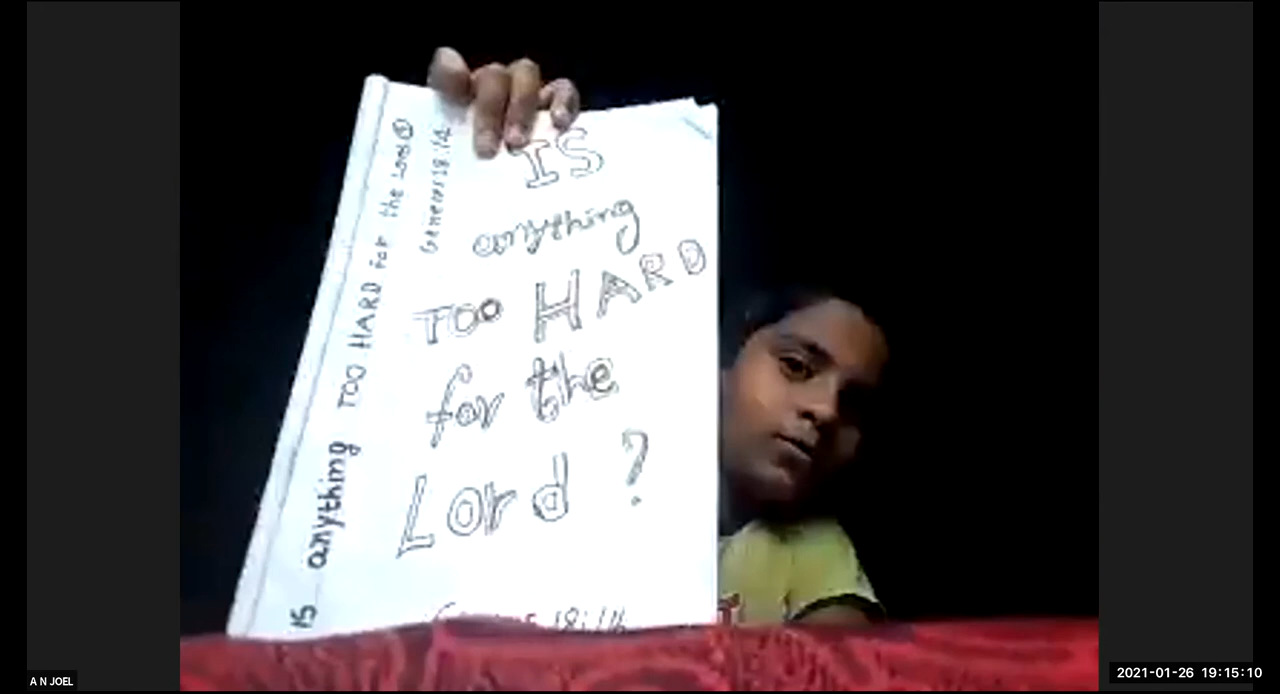 IS
anything
TOO HARD
for the
Lord ?
Genesis 18:14
IS anything TOO HARD for the Lord ?
Genesis 18:14
A N JOEL
2021-01-26 19:15:10